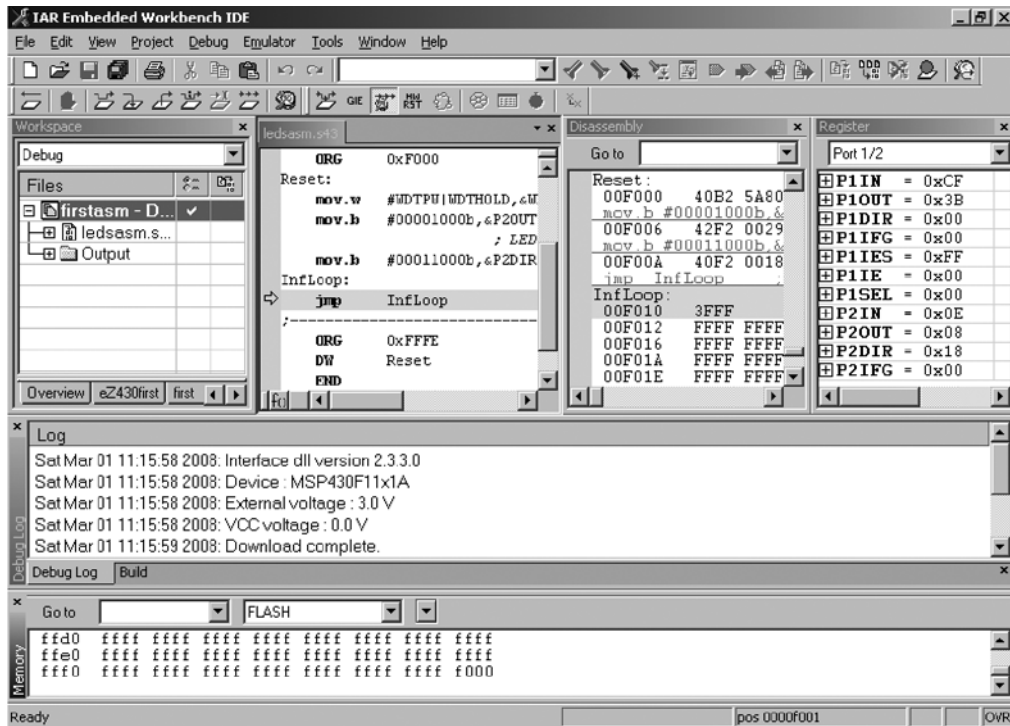 IAR Embedded Workbench IDE
File Edit View Project Debug Emulator Tools Window Help
GIE
HW RST
Workspace
Debug
Files
firstasm - D...
ledsasm.s...
Output
Overview eZ430first first
ledsasm.s43
ORG 0xF000
Reset:
mov.w #WDTPW|WDTHOLD,&W
mov.b #00001000b,&P2OUT
; LED
mov.b #00011000b,&P2DIR
InfLoop:
jmp InfLoop
;------------------------------
ORG 0xFFFE
DW Reset
END
f()
Disassembly
Go to
Reset:
00F000 40B2 5A80
mov.b #00001000b,&
00F006 42F2 0029
mov.b #00011000b,&
00F00A 40F2 0018
jmp InfLoop ;
InfLoop:
00F010 3FFF
00F012 FFFF FFFF
00F016 FFFF FFFF
00F01A FFFF FFFF
00F01E FFFF FFFF
Register
Port 1/2
P1IN = 0xCF
P1OUT = 0x3B
P1DIR = 0x00
P1IFG = 0x00
P1IES = 0xFF
P1IE = 0x00
P1SEL = 0x00
P2IN = 0x0E
P2OUT = 0x08
P2DIR = 0x18
P2IFG = 0x00
Log
Sat Mar 01 11:15:58 2008: Interface dll version 2.3.3.0
Sat Mar 01 11:15:58 2008: Device : MSP430F11x1A
Sat Mar 01 11:15:58 2008: External voltage : 3.0 V
Sat Mar 01 11:15:58 2008: VCC voltage : 0.0 V
Sat Mar 01 11:15:59 2008: Download complete.
Debug Log
Debug Log Build
Go to FLASH
ffd0 ffff ffff ffff ffff ffff ffff ffff ffff
ffe0 ffff ffff ffff ffff ffff ffff ffff ffff
fff0 ffff ffff ffff ffff ffff ffff ffff f000
Memory
Ready pos 0000f001 OVR